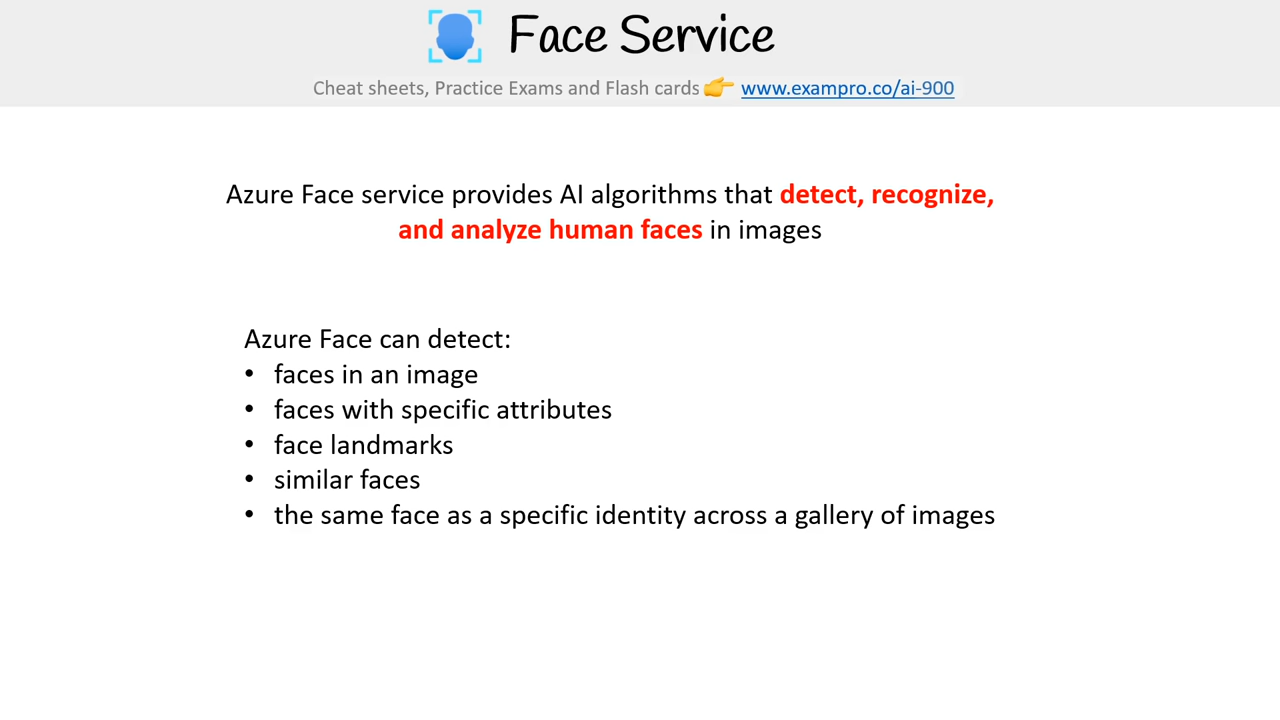 Face Service
Cheat sheets, Practice Exams and Flash cards 👉 www.exampro.co/ai-900
Azure Face service provides AI algorithms that detect, recognize,
and analyze human faces in images
Azure Face can detect:
• faces in an image
• faces with specific attributes
• face landmarks
• similar faces
• the same face as a specific identity across a gallery of images